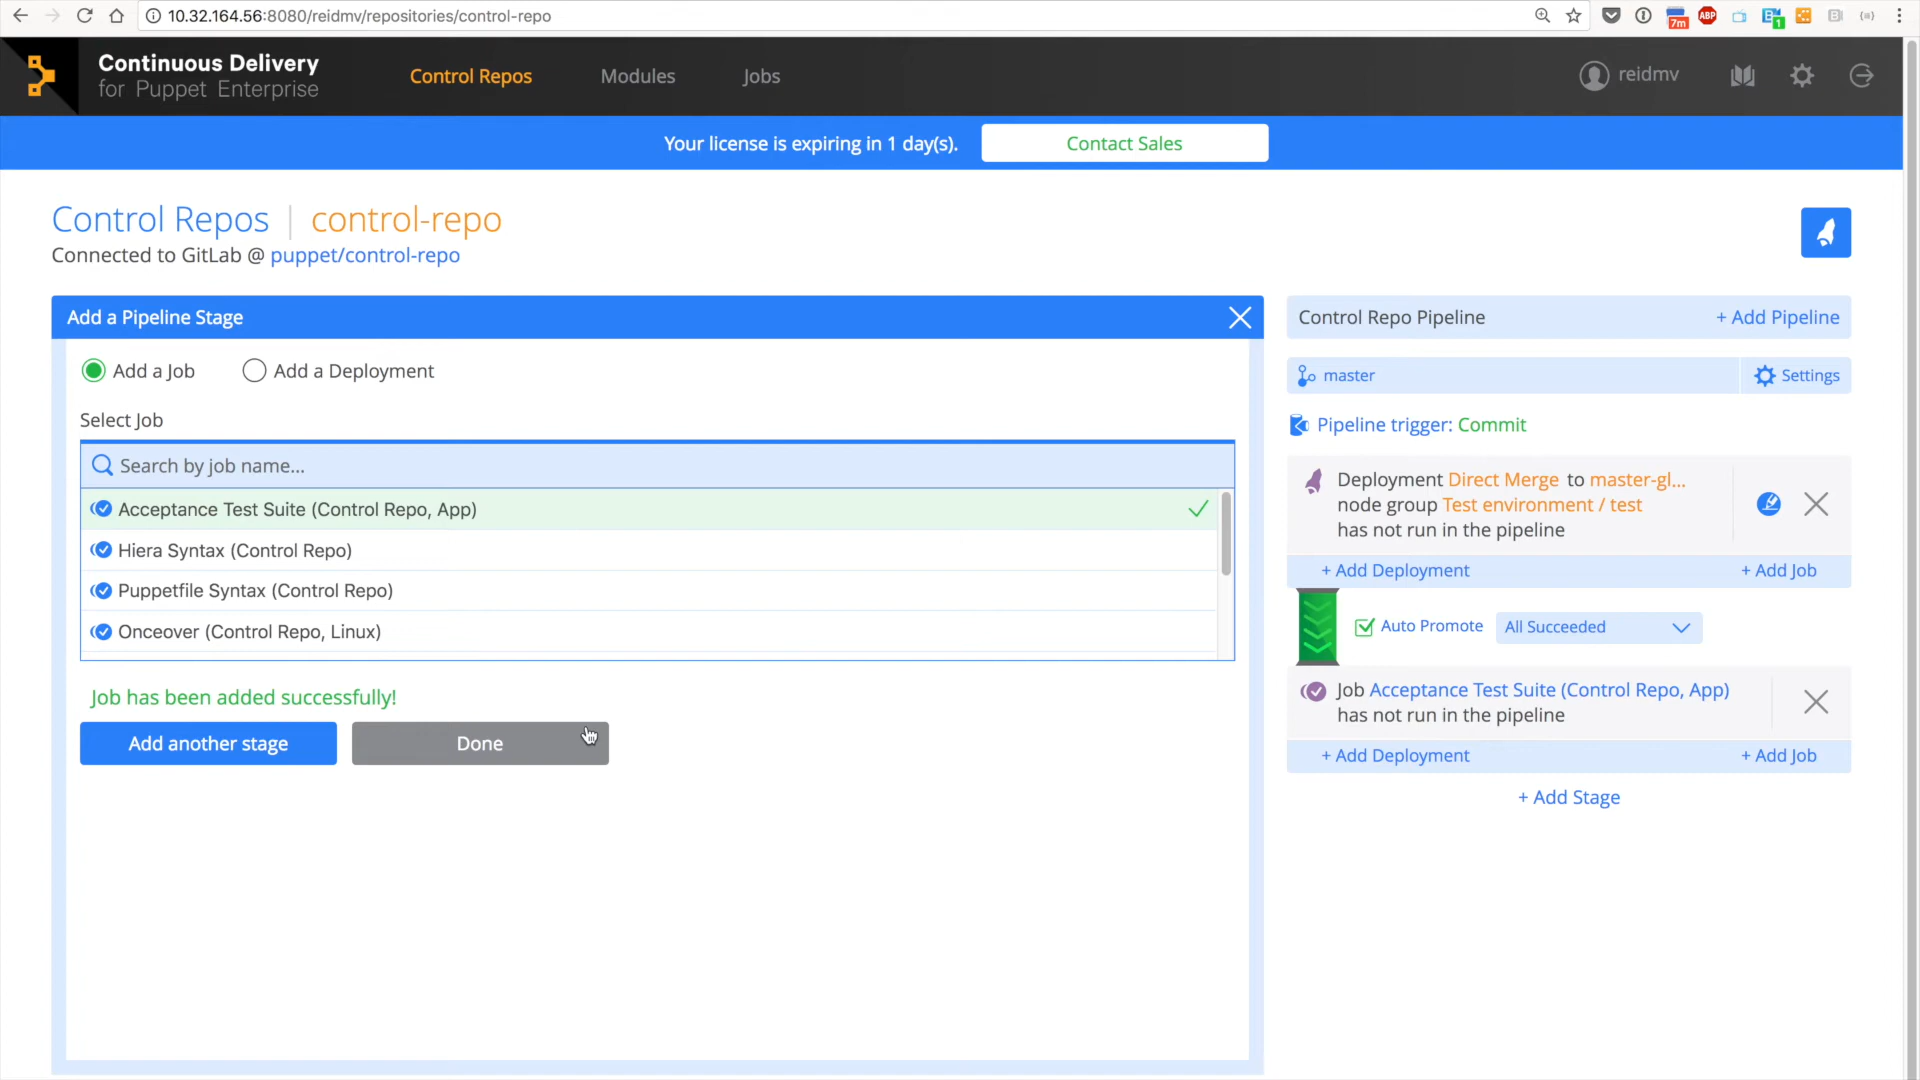 10.32.164.56:8080/reidmv/repositories/control-repo
7m
ABP
1
Continuous Delivery
for Puppet Enterprise
Control Repos
Modules
Jobs
reidmv
Your license is expiring in 1 day(s).
Contact Sales
Control Repos | control-repo
Connected to GitLab @ puppet/control-repo
Add a Pipeline Stage
Add a Job
Add a Deployment
Select Job
Search by job name...
Acceptance Test Suite (Control Repo, App)
Hiera Syntax (Control Repo)
Puppetfile Syntax (Control Repo)
Onceover (Control Repo, Linux)
Job has been added successfully!
Add another stage
Done
Control Repo Pipeline
+ Add Pipeline
master
Settings
Pipeline trigger: Commit
Deployment Direct Merge to master-gl...
node group Test environment / test
has not run in the pipeline
+ Add Deployment
+ Add Job
Auto Promote
All Succeeded
Job Acceptance Test Suite (Control Repo, App)
has not run in the pipeline
+ Add Deployment
+ Add Job
+ Add Stage